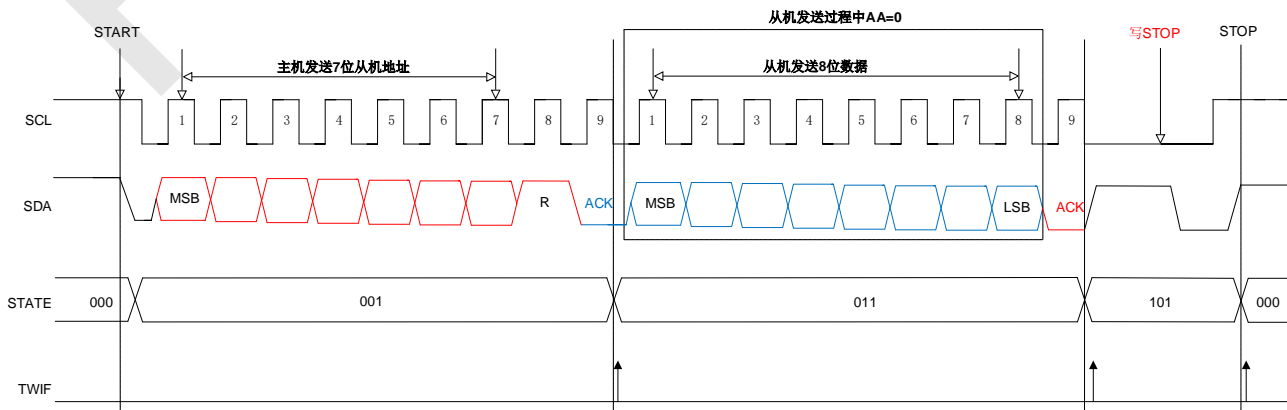 从机发送过程中AA=0
START
写STOP
STOP
主机发送7位从机地址
从机发送8位数据
SCL
1 2 3 4 5 6 7 8 9 1 2 3 4 5 6 7 8 9
SDA
MSB R ACK MSB LSB ACK
STATE
000 001 011 101 000
TWIF